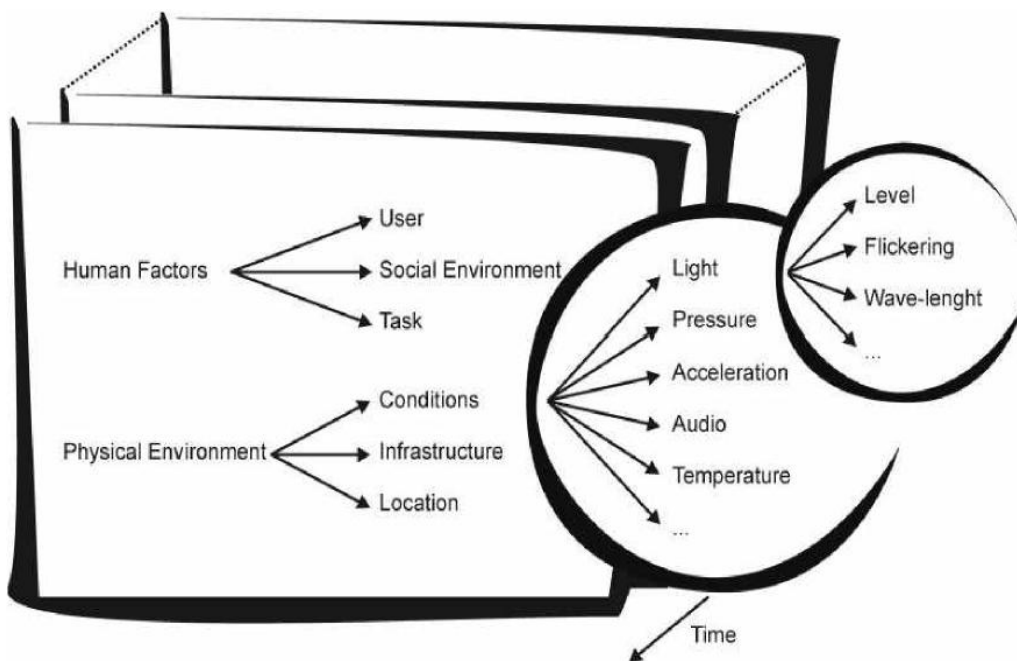 Human Factors
User
Social Environment
Task
Physical Environment
Conditions
Infrastructure
Location
Light
Pressure
Acceleration
Audio
Temperature
...
Level
Flickering
Wave-lenght
...
Time